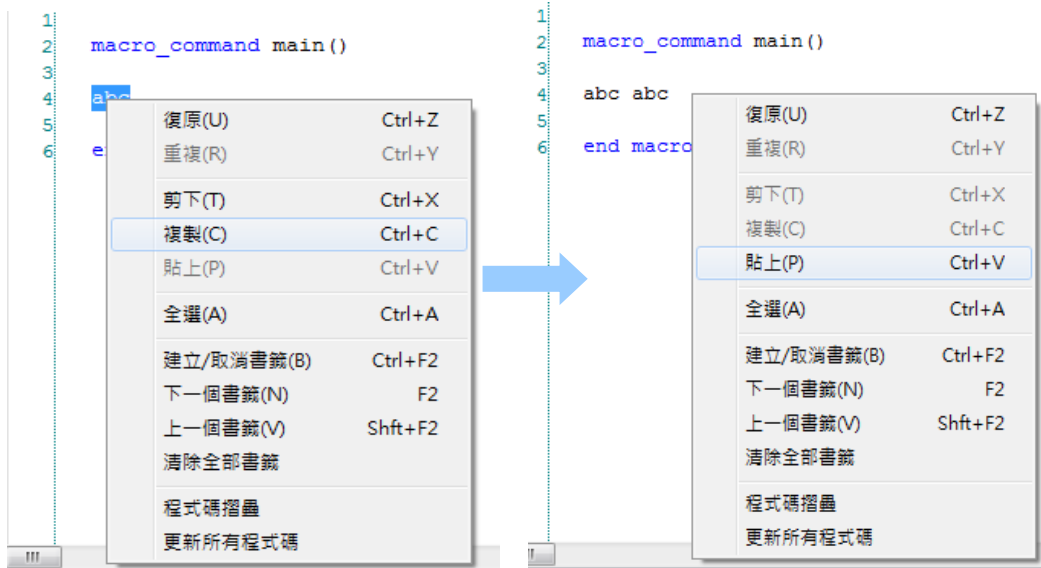 1
2 macro_command main()
3
4 abc
5
6 e
復原(U) Ctrl+Z
重複(R) Ctrl+Y
剪下(T) Ctrl+X
複製(C) Ctrl+C
貼上(P) Ctrl+V
全選(A) Ctrl+A
建立/取消書籤(B) Ctrl+F2
下一個書籤(N) F2
上一個書籤(V) Shft+F2
清除全部書籤
程式碼摺疊
更新所有程式碼
1
2 macro_command main()
3
4 abc abc
5
6 end macro
復原(U) Ctrl+Z
重複(R) Ctrl+Y
剪下(T) Ctrl+X
複製(C) Ctrl+C
貼上(P) Ctrl+V
全選(A) Ctrl+A
建立/取消書籤(B) Ctrl+F2
下一個書籤(N) F2
上一個書籤(V) Shft+F2
清除全部書籤
程式碼摺疊
更新所有程式碼